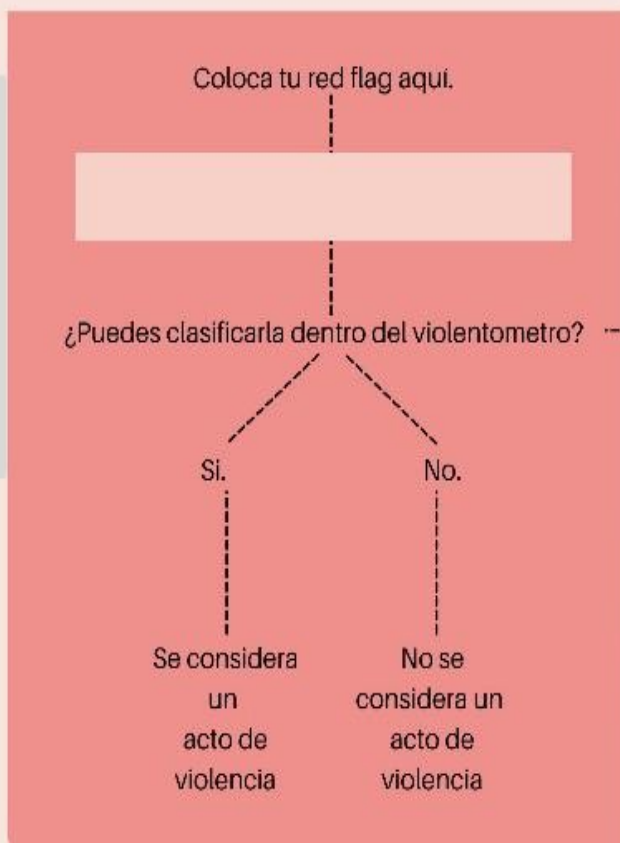 Coloca tu red flag aquí.
¿Puedes clasificarla dentro del violentometro?
Si.
No.
Se considera
un
acto de
violencia
No se
considera un
acto de
violencia